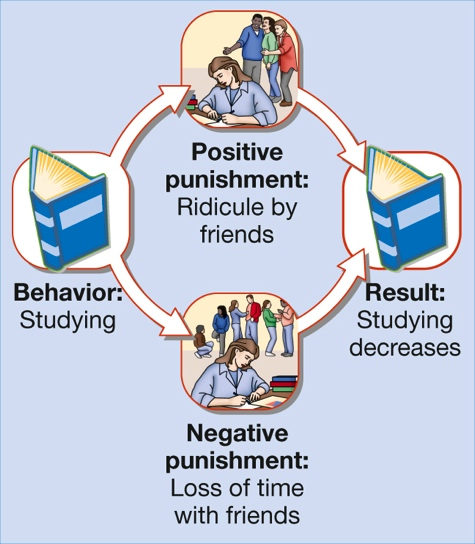 Positive
punishment:
Ridicule by
friends
Behavior:
Studying
Result:
Studying
decreases
Negative
punishment:
Loss of time
with friends